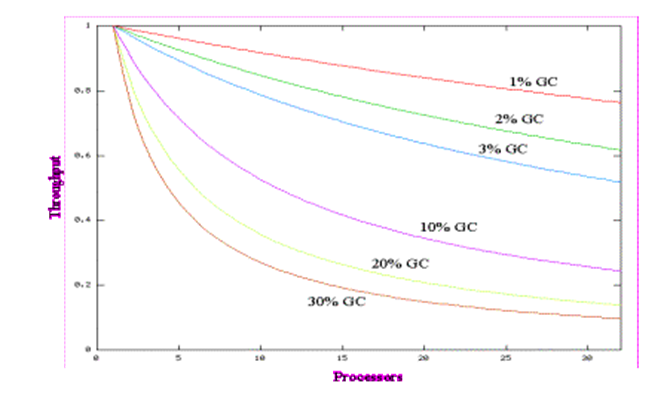 1
0.8
0.6
0.4
0.2
0
0
5
10
15
20
25
30
Throughput
Processors
1% GC
2% GC
3% GC
10% GC
20% GC
30% GC